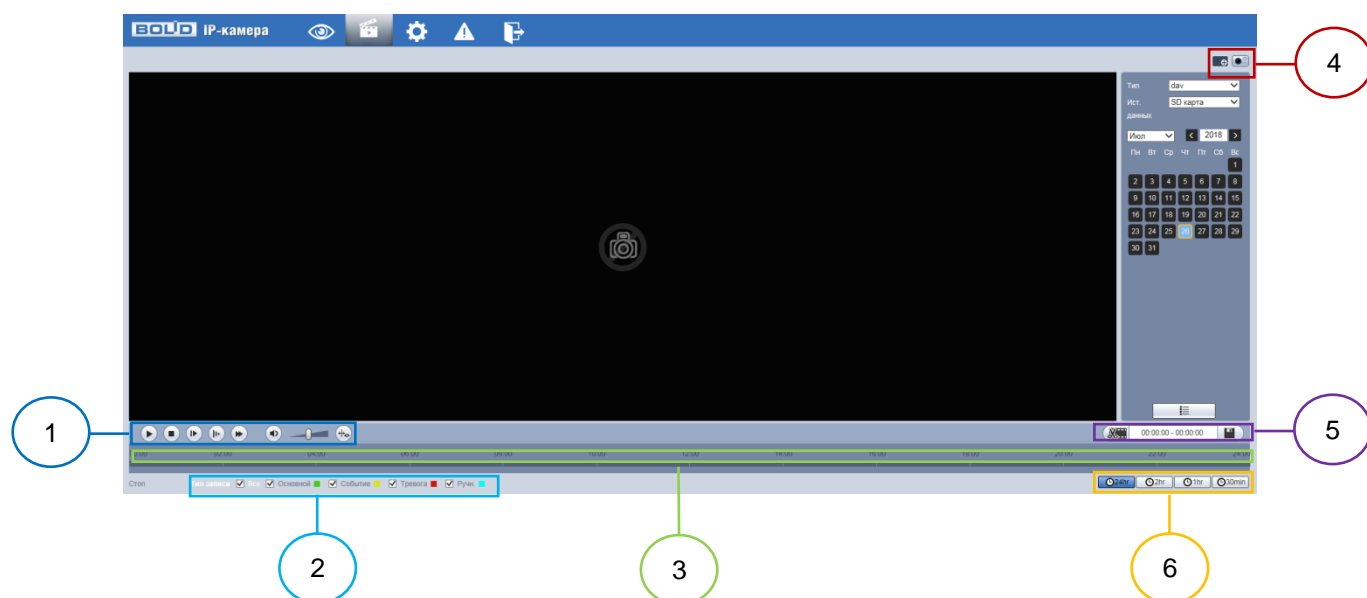 BOLID IP-камера
4
Тип dav
Ист. данных SD карта
Июл 2018
Пн Вт Ср Чт Пт Сб Вс
1
2 3 4 5 6 7 8
9 10 11 12 13 14 15
16 17 18 19 20 21 22
23 24 25 26 27 28 29
30 31
1
00:00:00 - 00:00:00
5
00:00 02:00 04:00 06:00 08:00 10:00 12:00 14:00 16:00 18:00 20:00 22:00 24:00
Стоп Тип записи Все Основной Событие Тревога Ручн.
24hr 2hr 1hr 30min
2
3
6